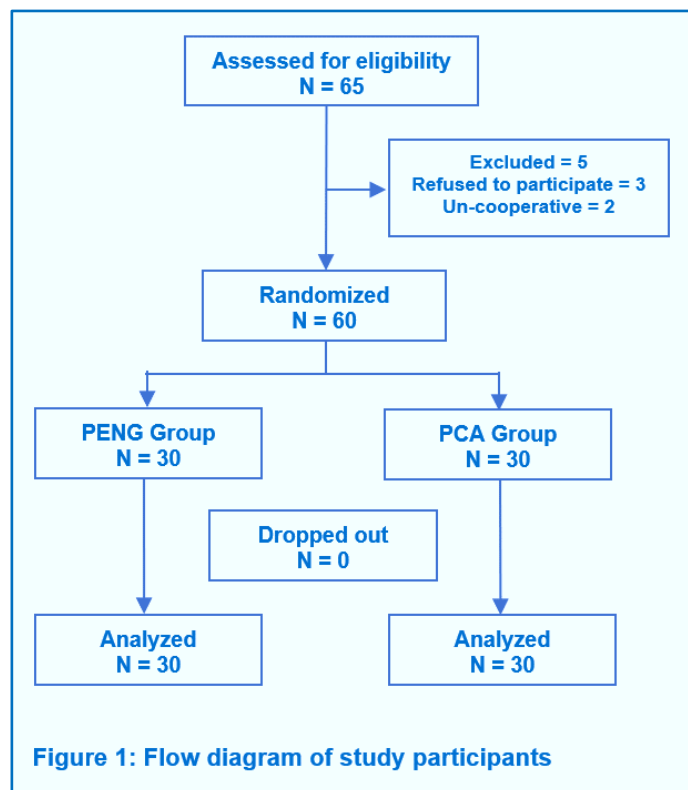 Assessed for eligibility
N = 65
Excluded = 5
Refused to participate = 3
Un-cooperative = 2
Randomized
N = 60
PENG Group
N = 30
PCA Group
N = 30
Dropped out
N = 0
Analyzed
N = 30
Analyzed
N = 30
Figure 1: Flow diagram of study participants